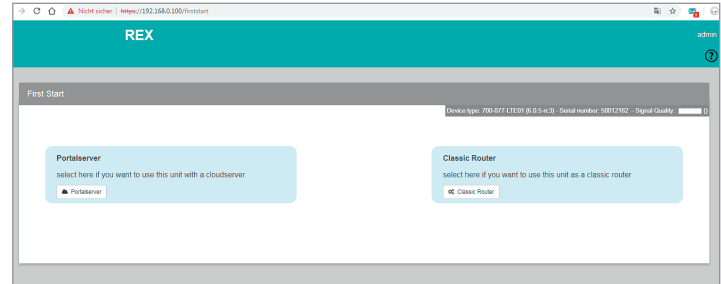 Nicht sicher | https://192.168.0.100/firststart
REX
admin
First Start
Device type: 700-877-LTE01 (6.0.5-rc3) - Serial number: 50012182 - Signal Quality: ()
Portalserver
select here if you want to use this unit with a cloudserver
Portalserver
Classic Router
select here if you want to use this unit as a classic router
Classic Router